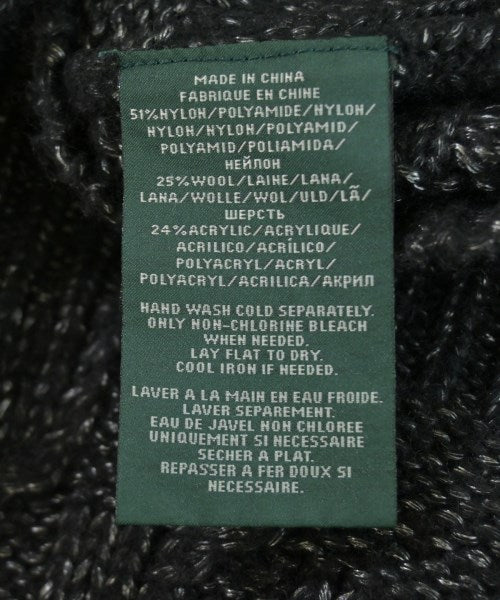 MADE IN CHINA
FABRIQUE EN CHINE
51%NYLON/POLYAMIDE/NYLON/
NYLON/NYLON/POLYAMID/
POLYAMID/POLIAMIDA/
НЕЙЛОН
25%WOOL/LAINE/LANA/
LANA/WOLLE/WOL/ULD/LÃ/
ШЕРСТЬ
24%ACRYLIC/ACRYLIQUE/
ACRILICO/ACRÍLICO/
POLYACRYL/ACRYL/
POLYACRYL/ACRILICA/АКРИЛ
HAND WASH COLD SEPARATELY.
ONLY NON-CHLORINE BLEACH
WHEN NEEDED.
LAY FLAT TO DRY.
COOL IRON IF NEEDED.
LAVER A LA MAIN EN EAU FROIDE.
LAVER SEPAREMENT.
EAU DE JAVEL NON CHLOREE
UNIQUEMENT SI NECESSAIRE
SECHER A PLAT.
REPASSER A FER DOUX SI
NECESSAIRE.